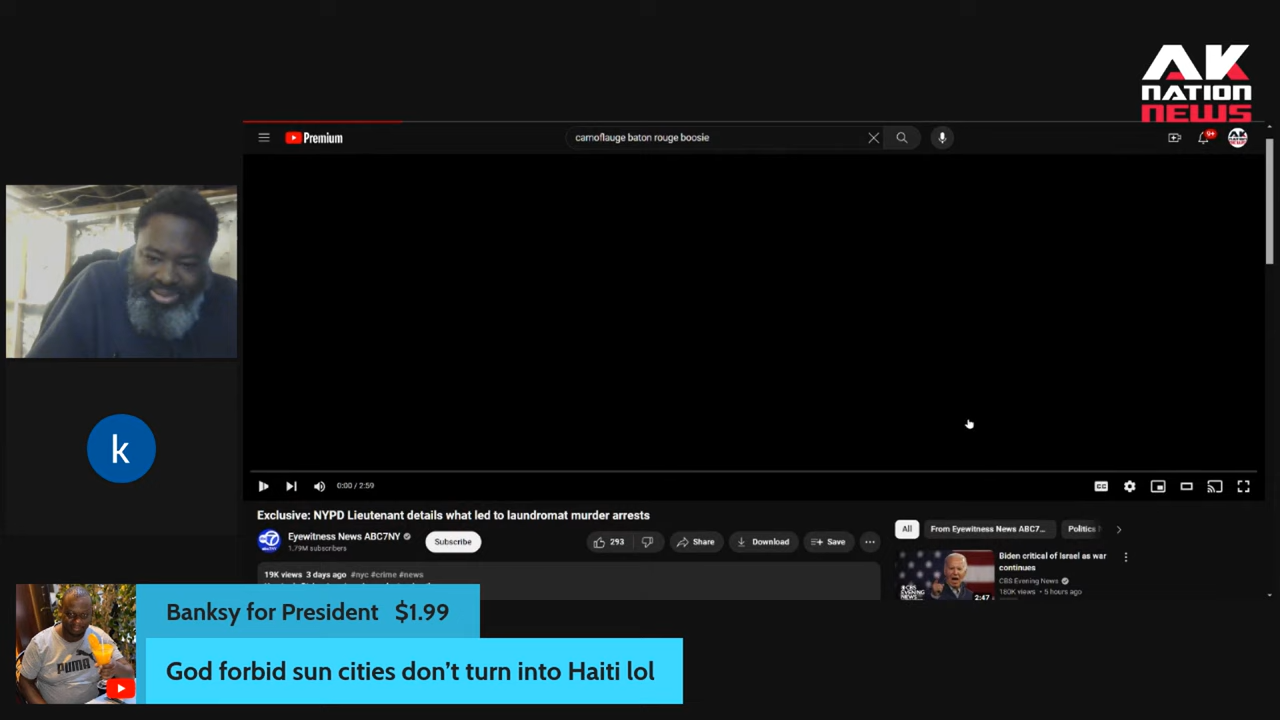 AK
NATION
NEWS
Premium
camoflauge baton rouge boosie
9+
k
0:00 / 2:59
CC
Exclusive: NYPD Lieutenant details what led to laundromat murder arrests
Eyewitness News ABC7NY
1.79M subscribers
Subscribe
293
Share
Download
Save
19K views 3 days ago #nyc #crime #news
All
From Eyewitness News ABC7...
Politics
Biden critical of Israel as war
continues
CBS Evening News
180K views • 5 hours ago
2:47
PUMA
Banksy for President $1.99
God forbid sun cities don’t turn into Haiti lol